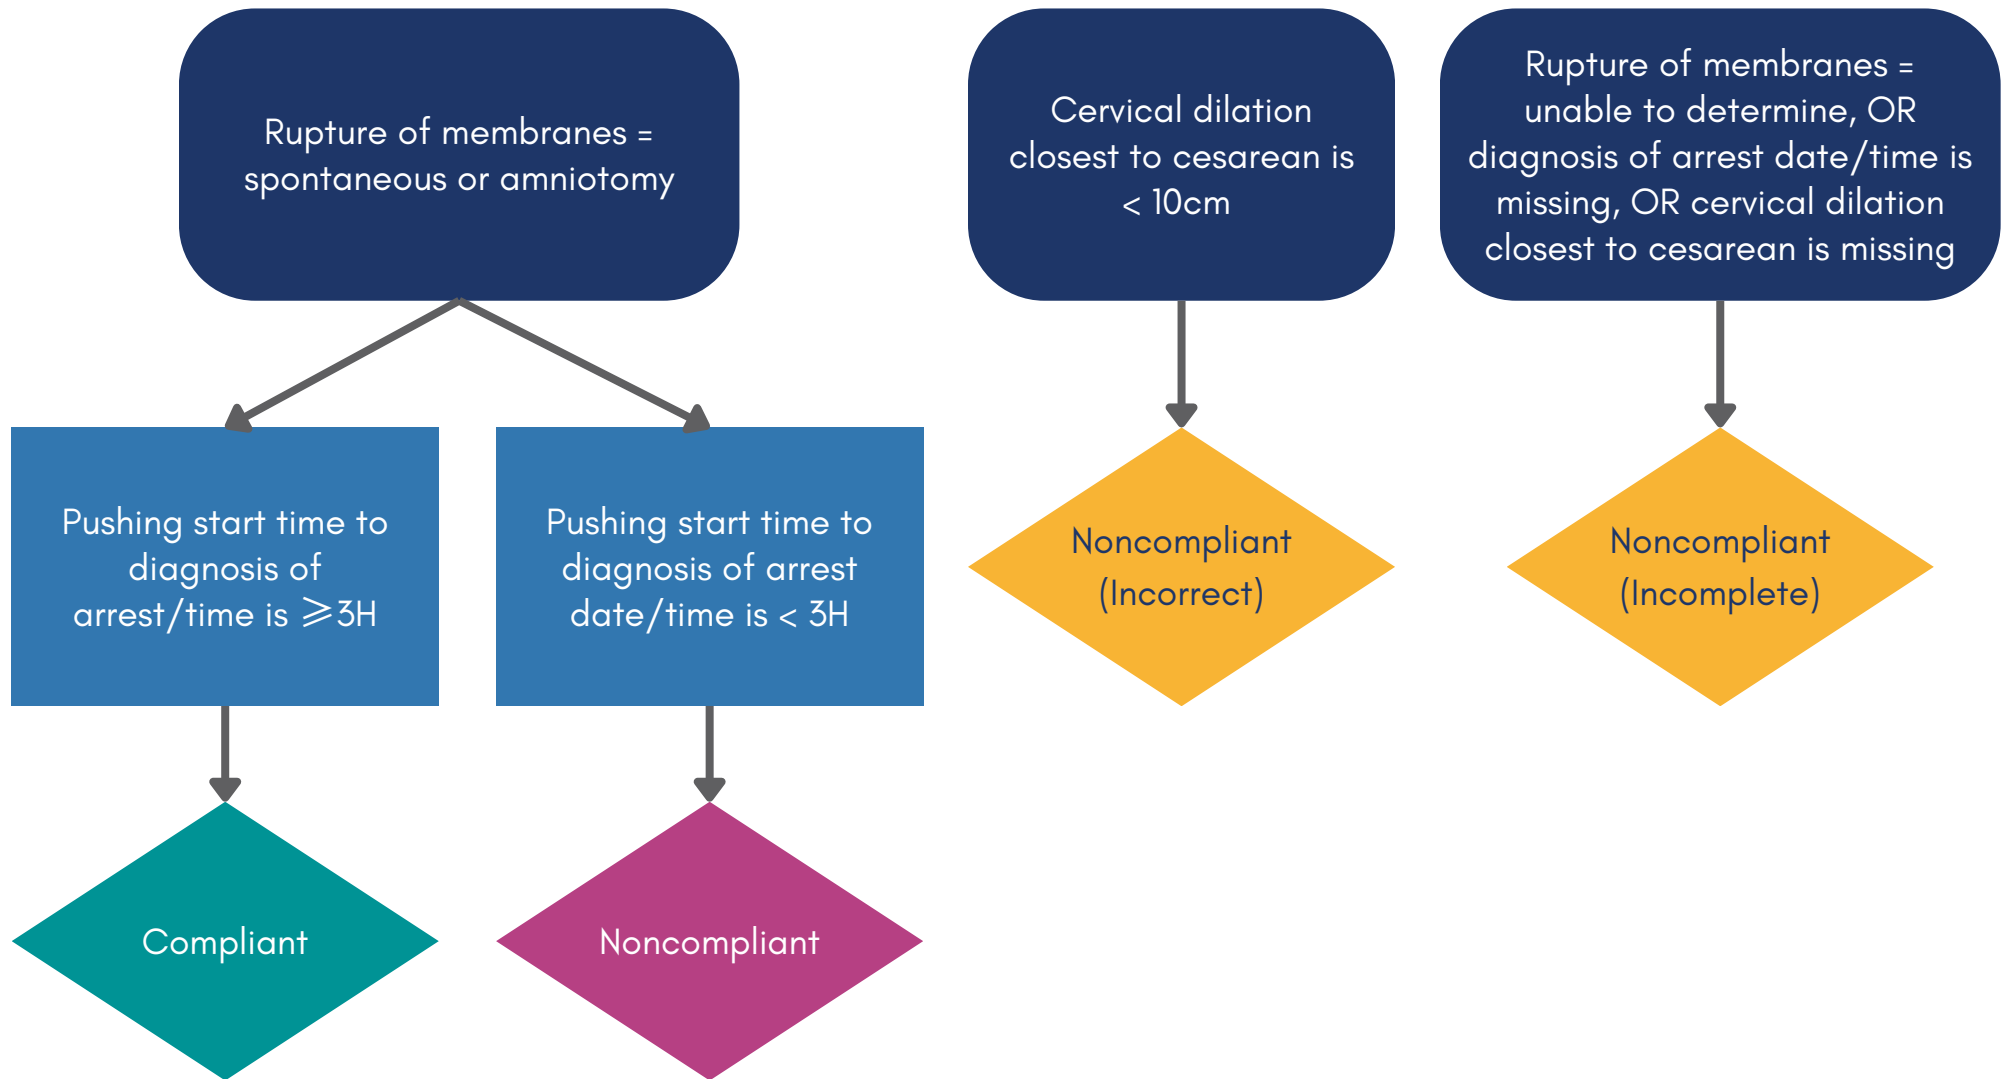 Rupture of membranes =
spontaneous or amniotomy
Cervical dilation
closest to cesarean is
< 10cm
Rupture of membranes =
unable to determine, OR
diagnosis of arrest date/time is
missing, OR cervical dilation
closest to cesarean is missing
Pushing start time to
diagnosis of
arrest/time is ⩾3H
Pushing start time to
diagnosis of arrest
date/time is < 3H
Noncompliant
(Incorrect)
Noncompliant
(Incomplete)
Compliant
Noncompliant